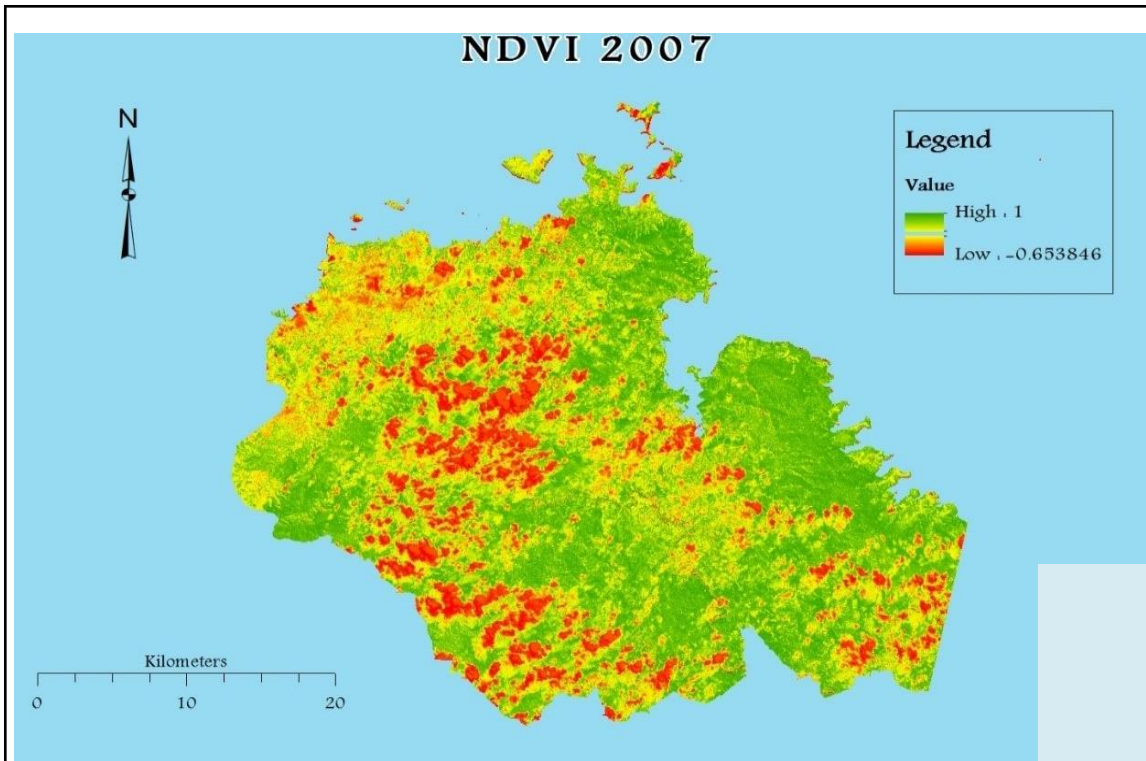 NDVI 2007
N
Legend
Value
High : 1
Low : -0.653846
Kilometers
0 10 20